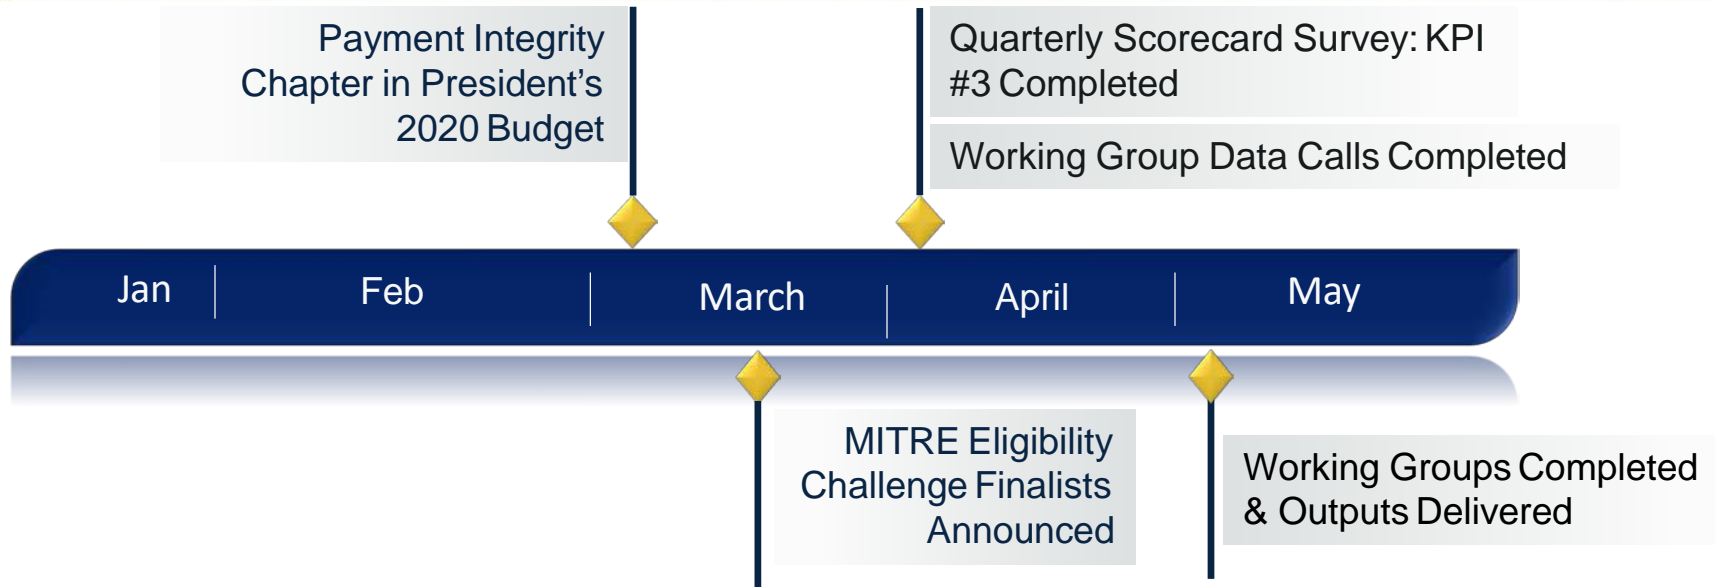 Payment Integrity
Chapter in President’s
2020 Budget
Quarterly Scorecard Survey: KPI
#3 Completed
Working Group Data Calls Completed
Jan
Feb
March
April
May
MITRE Eligibility
Challenge Finalists
Announced
Working Groups Completed
& Outputs Delivered